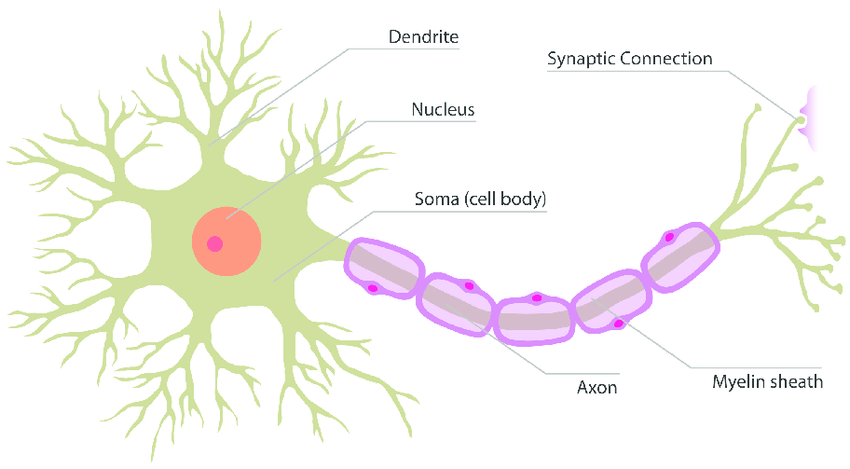 Dendrite
Synaptic Connection
Nucleus
Soma (cell body)
Axon
Myelin sheath